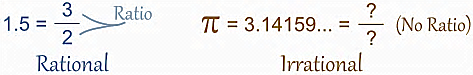 1.5 = 3/2 Ratio
Rational
π = 3.14159... = ?/? (No Ratio)
Irrational